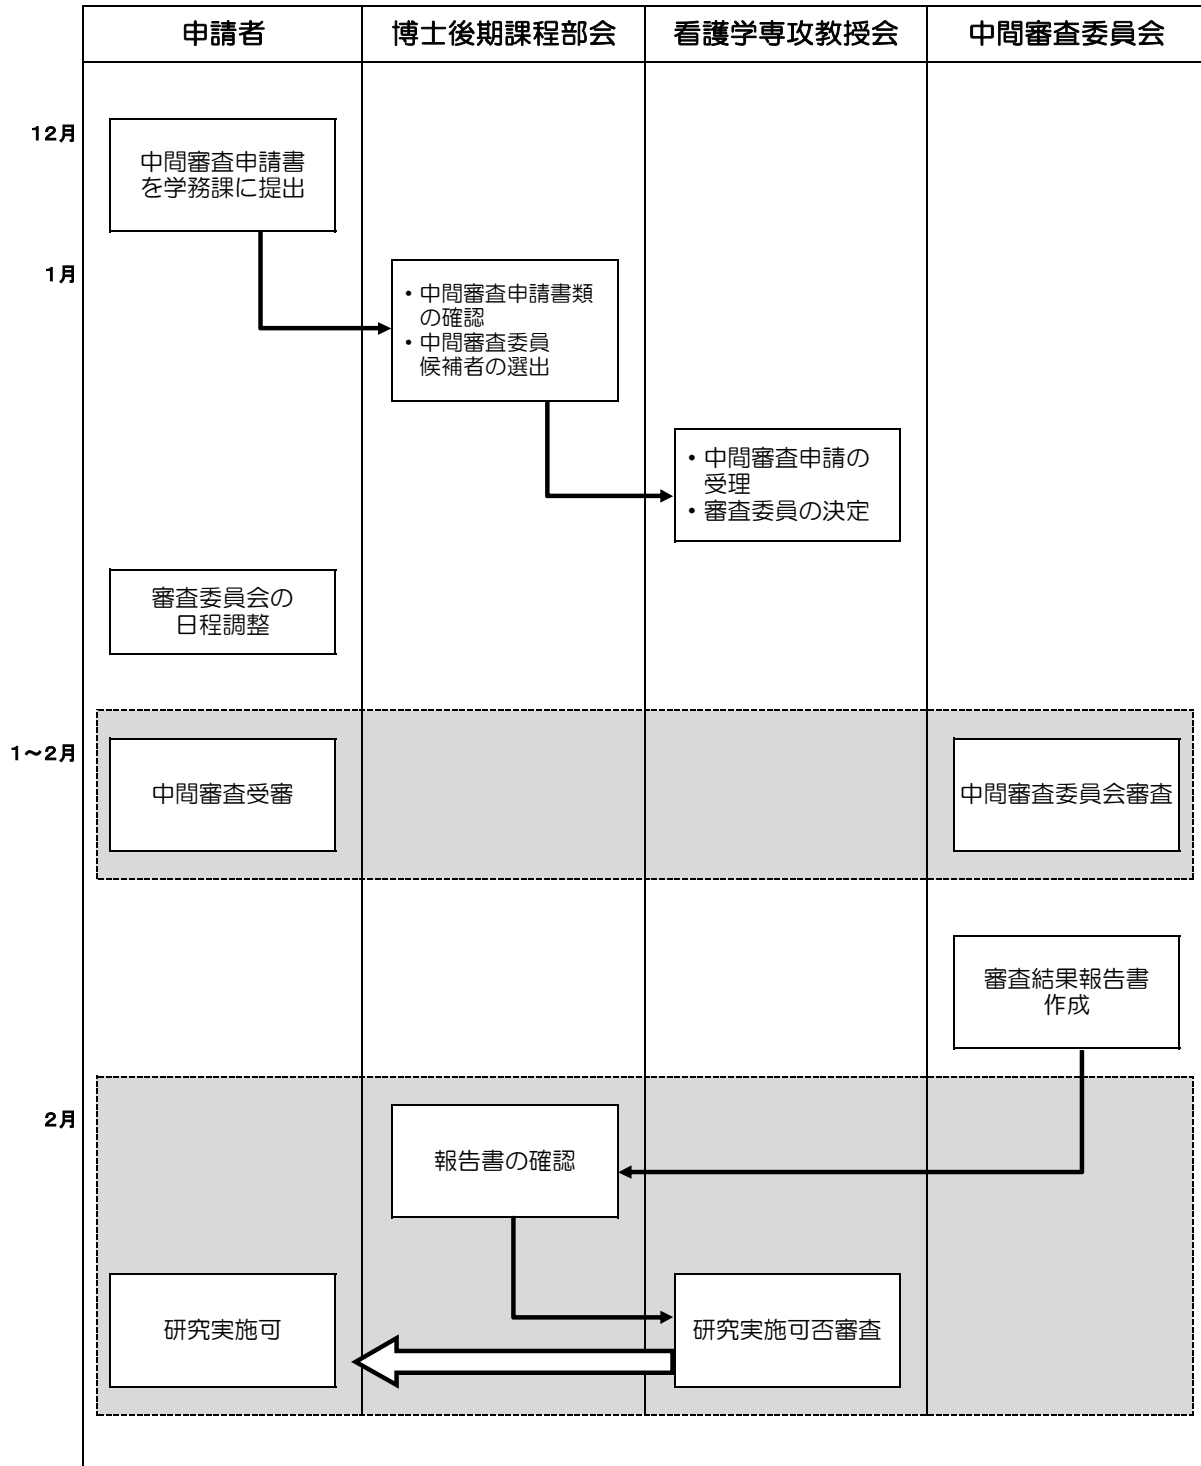 申請者
博士後期課程部会
看護学専攻教授会
中間審査委員会
12月
中間審査申請書
を学務課に提出
1月
・中間審査申請書類
の確認
・中間審査委員
候補者の選出
・中間審査申請の
受理
・審査委員の決定
審査委員会の
日程調整
1～2月
中間審査受審
中間審査委員会審査
審査結果報告書
作成
2月
報告書の確認
研究実施可
研究実施可否審査